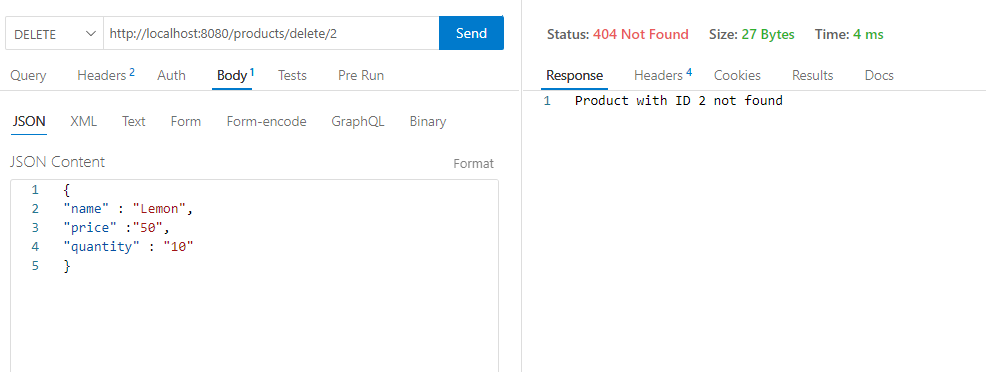 DELETE http://localhost:8080/products/delete/2 Send
Query Headers 2 Auth Body 1 Tests Pre Run
JSON XML Text Form Form-encode GraphQL Binary
JSON Content Format
1 {
2 "name" : "Lemon",
3 "price" :"50",
4 "quantity" : "10"
5 }
Status: 404 Not Found Size: 27 Bytes Time: 4 ms
Response Headers 4 Cookies Results Docs
1 Product with ID 2 not found